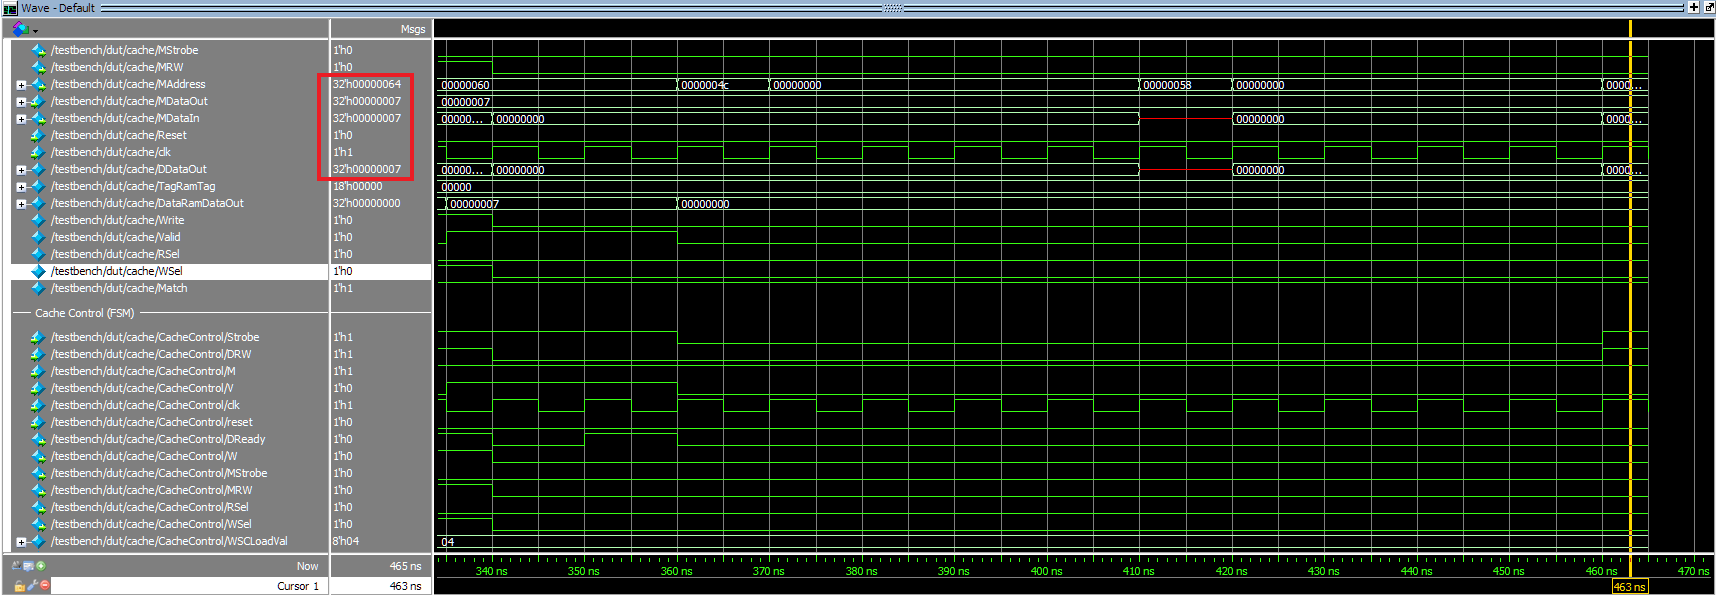 Wave - Default
Msgs
/testbench/dut/cache/MStrobe 1'h0
/testbench/dut/cache/MRW 1'h0
/testbench/dut/cache/MAddress 32'h00000064 00000060 0000004c 00000000 00000058 00000000 0000...
/testbench/dut/cache/MDataOut 32'h00000007 00000007
/testbench/dut/cache/MDataIn 32'h00000007 00000... 00000000 00000000 0000...
/testbench/dut/cache/Reset 1'h0
/testbench/dut/cache/clk 1'h1
/testbench/dut/cache/DDataOut 32'h00000007 00000... 00000000 00000000 0000...
/testbench/dut/cache/TagRamTag 18'h00000 00000
/testbench/dut/cache/DataRamDataOut 32'h00000000 00000007 00000000
/testbench/dut/cache/Write 1'h0
/testbench/dut/cache/Valid 1'h0
/testbench/dut/cache/RSel 1'h0
/testbench/dut/cache/WSel 1'h0
/testbench/dut/cache/Match 1'h1
Cache Control (FSM)
/testbench/dut/cache/CacheControl/Strobe 1'h1
/testbench/dut/cache/CacheControl/DRW 1'h1
/testbench/dut/cache/CacheControl/M 1'h1
/testbench/dut/cache/CacheControl/V 1'h0
/testbench/dut/cache/CacheControl/clk 1'h1
/testbench/dut/cache/CacheControl/reset 1'h0
/testbench/dut/cache/CacheControl/DReady 1'h0
/testbench/dut/cache/CacheControl/W 1'h0
/testbench/dut/cache/CacheControl/MStrobe 1'h0
/testbench/dut/cache/CacheControl/MRW 1'h0
/testbench/dut/cache/CacheControl/RSel 1'h0
/testbench/dut/cache/CacheControl/WSel 1'h0
/testbench/dut/cache/CacheControl/WSCLoadVal 8'h04 04
Now 465 ns 340 ns 350 ns 360 ns 370 ns 380 ns 390 ns 400 ns 410 ns 420 ns 430 ns 440 ns 450 ns 460 ns 470 ns
Cursor 1 463 ns 463 ns